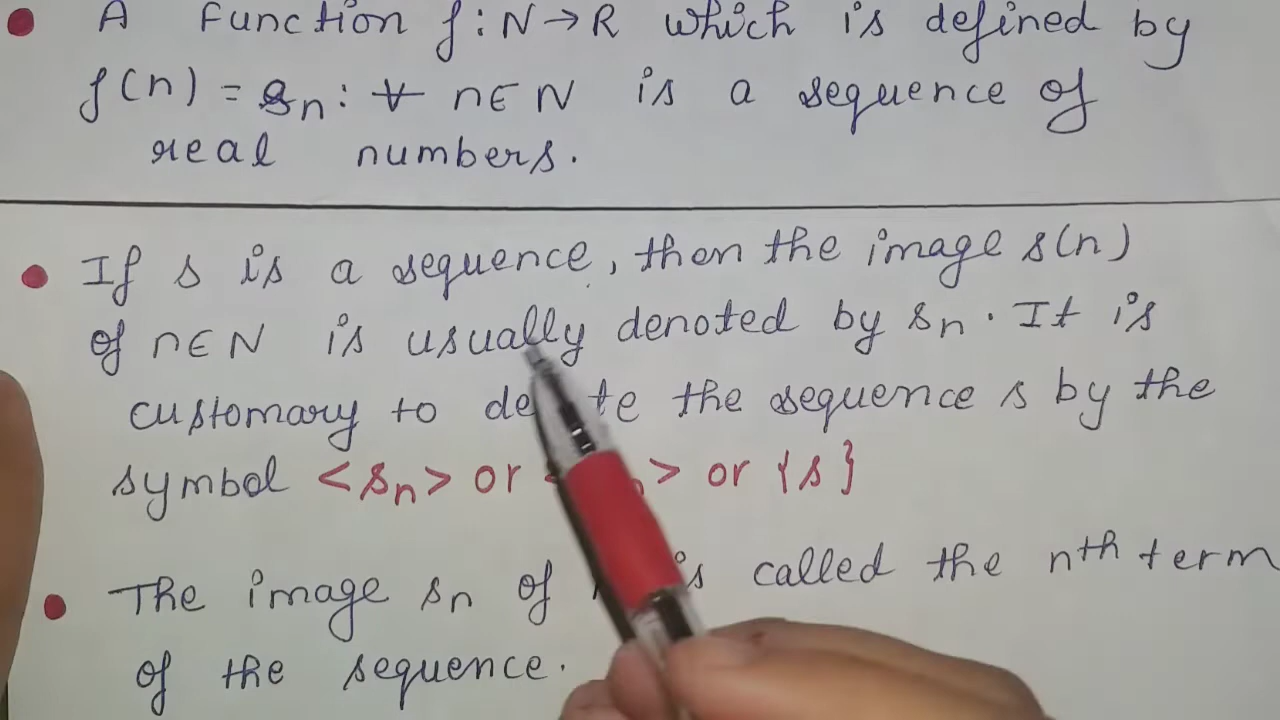 A Function f : N → R which is defined by
f(n) = sn : ∀ n ∈ N is a sequence of
real numbers.
If s is a sequence, then the image s(n)
of n ∈ N is usually denoted by sn . It is
customary to the sequence s by the
symbol <sn> or > or {s}
The image sn of is called the nth term
of the sequence.